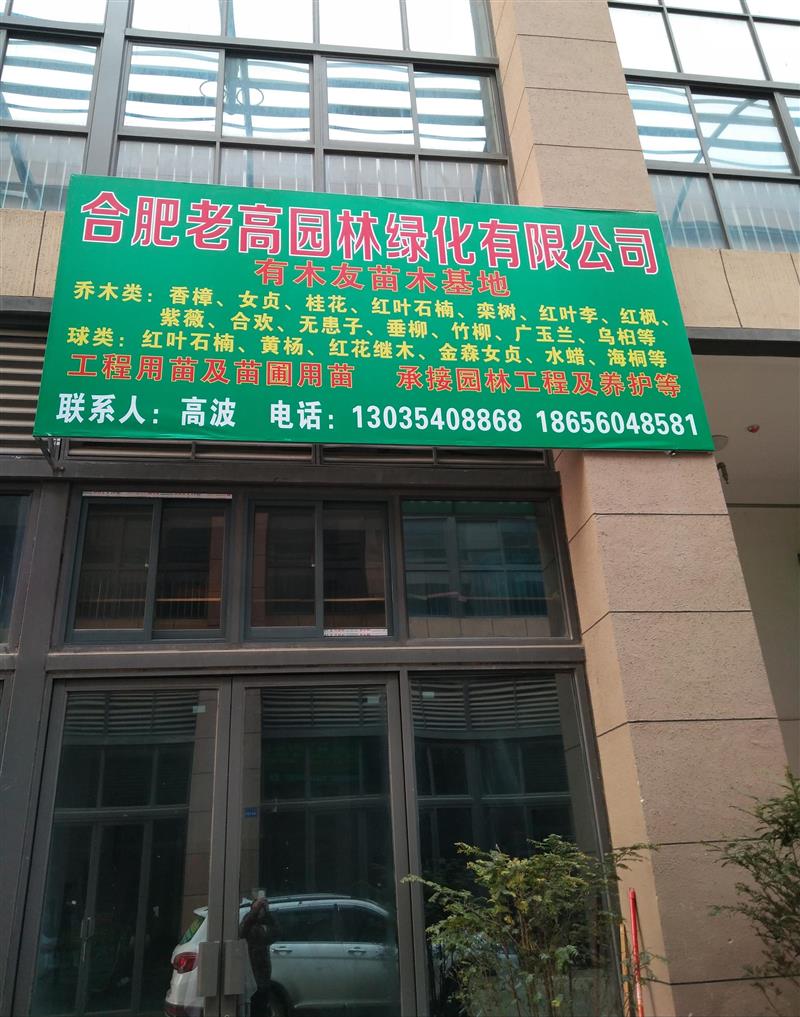 合肥老高园林绿化有限公司
有木友苗木基地
乔木类：香樟、女贞、桂花、红叶石楠、栾树、红叶李、红枫、
紫薇、合欢、无患子、垂柳、竹柳、广玉兰、乌桕等
球类：红叶石楠、黄杨、红花继木、金森女贞、水蜡、海桐等
工程用苗及苗圃用苗 承接园林工程及养护等
联系人：高波 电话：13035408868 18656048581